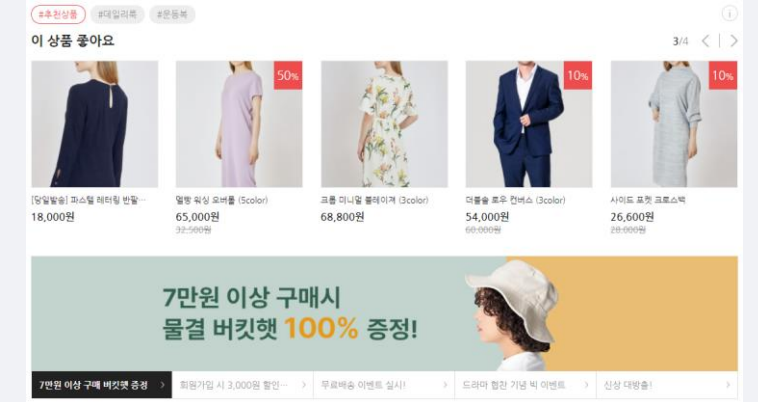 #추천상품 #데일리룩 #운동복
이 상품 좋아요
3/4
50%
10%
10%
[당일발송] 파스텔 레터링 반팔…
멜빵 워싱 오버롤 (5color)
크롭 미니멀 블레이져 (3color)
더블솔 로우 컨버스 (3color)
사이드 포켓 크로스백
18,000원
65,000원
68,800원
54,000원
26,600원
32,500원
60,000원
28,000원
7만원 이상 구매시
물결 버킷햇 100% 증정!
7만원 이상 구매 버킷햇 증정
회원가입 시 3,000원 할인…
무료배송 이벤트 실시!
드라마 협찬 기념 빅 이벤트
신상 대방출!